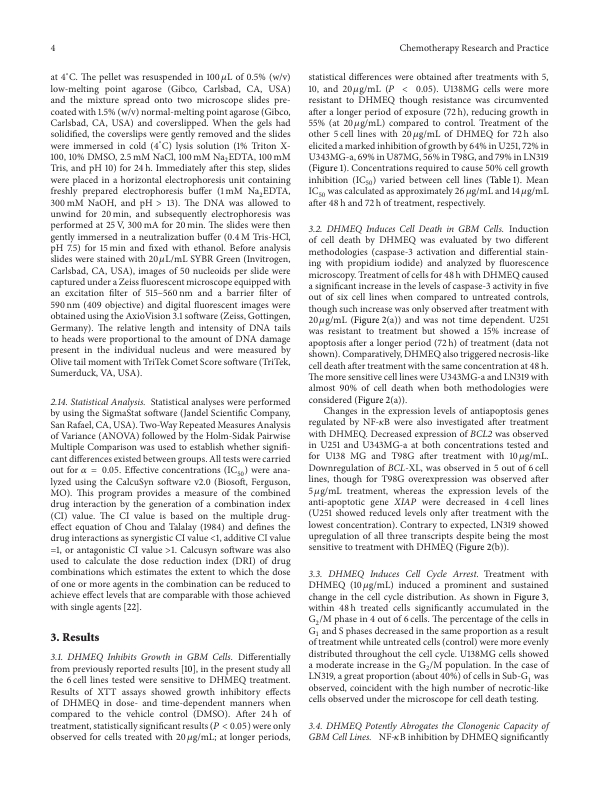 4
Chemotherapy Research and Practice
at 4°C. The pellet was resuspended in 100 μL of 0.5% (w/v)
low-melting point agarose (Gibco, Carlsbad, CA, USA)
and the mixture spread onto two microscope slides pre-
coated with 1.5% (w/v) normal-melting point agarose (Gibco,
Carlsbad, CA, USA) and coverslipped. When the gels had
solidified, the coverslips were gently removed and the slides
were immersed in cold (4°C) lysis solution (1% Triton X-
100, 10% DMSO, 2.5 mM NaCl, 100 mM Na₂EDTA, 100 mM
Tris, and pH 10) for 24 h. Immediately after this step, slides
were placed in a horizontal electrophoresis unit containing
freshly prepared electrophoresis buffer (1 mM Na₂EDTA,
300 mM NaOH, and pH > 13). The DNA was allowed to
unwind for 20 min, and subsequently electrophoresis was
performed at 25 V, 300 mA for 20 min. The slides were then
gently immersed in a neutralization buffer (0.4 M Tris-HCl,
pH 7.5) for 15 min and fixed with ethanol. Before analysis
slides were stained with 20 μL/mL SYBR Green (Invitrogen,
Carlsbad, CA, USA), images of 50 nucleoids per slide were
captured under a Zeiss fluorescent microscope equipped with
an excitation filter of 515–560 nm and a barrier filter of
590 nm (409 objective) and digital fluorescent images were
obtained using the AxioVision 3.1 software (Zeiss, Gottingen,
Germany). The relative length and intensity of DNA tails
to heads were proportional to the amount of DNA damage
present in the individual nucleus and were measured by
Olive tail moment with TriTek Comet Score software (TriTek,
Sumerduck, VA, USA).
2.14. Statistical Analysis. Statistical analyses were performed
by using the SigmaStat software (Jandel Scientific Company,
San Rafael, CA, USA). Two-Way Repeated Measures Analysis
of Variance (ANOVA) followed by the Holm-Sidak Pairwise
Multiple Comparison was used to establish whether signifi-
cant differences existed between groups. All tests were carried
out for α = 0.05. Effective concentrations (IC₅₀) were ana-
lyzed using the CalcuSyn software v2.0 (Biosoft, Ferguson,
MO). This program provides a measure of the combined
drug interaction by the generation of a combination index
(CI) value. The CI value is based on the multiple drug-
effect equation of Chou and Talalay (1984) and defines the
drug interactions as synergistic CI value <1, additive CI value
=1, or antagonistic CI value >1. Calcusyn software was also
used to calculate the dose reduction index (DRI) of drug
combinations which estimates the extent to which the dose
of one or more agents in the combination can be reduced to
achieve effect levels that are comparable with those achieved
with single agents [22].
3. Results
3.1. DHMEQ Inhibits Growth in GBM Cells. Differentially
from previously reported results [10], in the present study all
the 6 cell lines tested were sensitive to DHMEQ treatment.
Results of XTT assays showed growth inhibitory effects
of DHMEQ in dose- and time-dependent manners when
compared to the vehicle control (DMSO). After 24 h of
treatment, statistically significant results (P < 0.05) were only
observed for cells treated with 20 μg/mL; at longer periods,
statistical differences were obtained after treatments with 5,
10, and 20 μg/mL (P < 0.05). U138MG cells were more
resistant to DHMEQ though resistance was circumvented
after a longer period of exposure (72 h), reducing growth in
55% (at 20 μg/mL) compared to control. Treatment of the
other 5 cell lines with 20 μg/mL of DHMEQ for 72 h also
elicited a marked inhibition of growth by 64% in U251, 72% in
U343MG-a, 69% in U87MG, 56% in T98G, and 79% in LN319
(Figure 1). Concentrations required to cause 50% cell growth
inhibition (IC₅₀) varied between cell lines (Table 1). Mean
IC₅₀ was calculated as approximately 26 μg/mL and 14 μg/mL
after 48 h and 72 h of treatment, respectively.
3.2. DHMEQ Induces Cell Death in GBM Cells. Induction
of cell death by DHMEQ was evaluated by two different
methodologies (caspase-3 activation and differential stain-
ing with propidium iodide) and analyzed by fluorescence
microscopy. Treatment of cells for 48 h with DHMEQ caused
a significant increase in the levels of caspase-3 activity in five
out of six cell lines when compared to untreated controls,
though such increase was only observed after treatment with
20 μg/mL (Figure 2(a)) and was not time dependent. U251
was resistant to treatment but showed a 15% increase of
apoptosis after a longer period (72 h) of treatment (data not
shown). Comparatively, DHMEQ also triggered necrosis-like
cell death after treatment with the same concentration at 48 h.
The more sensitive cell lines were U343MG-a and LN319 with
almost 90% of cell death when both methodologies were
considered (Figure 2(a)).
Changes in the expression levels of antiapoptosis genes
regulated by NF-κB were also investigated after treatment
with DHMEQ. Decreased expression of BCL2 was observed
in U251 and U343MG-a at both concentrations tested and
for U138 MG and T98G after treatment with 10 μg/mL.
Downregulation of BCL-XL, was observed in 5 out of 6 cell
lines, though for T98G overexpression was observed after
5 μg/mL treatment, whereas the expression levels of the
anti-apoptotic gene XIAP were decreased in 4 cell lines
(U251 showed reduced levels only after treatment with the
lowest concentration). Contrary to expected, LN319 showed
upregulation of all three transcripts despite being the most
sensitive to treatment with DHMEQ (Figure 2(b)).
3.3. DHMEQ Induces Cell Cycle Arrest. Treatment with
DHMEQ (10 μg/mL) induced a prominent and sustained
change in the cell cycle distribution. As shown in Figure 3,
within 48 h treated cells significantly accumulated in the
G₂/M phase in 4 out of 6 cells. The percentage of the cells in
G₁ and S phases decreased in the same proportion as a result
of treatment while untreated cells (control) were more evenly
distributed throughout the cell cycle. U138MG cells showed
a moderate increase in the G₂/M population. In the case of
LN319, a great proportion (about 40%) of cells in Sub-G₁ was
observed, coincident with the high number of necrotic-like
cells observed under the microscope for cell death testing.
3.4. DHMEQ Potently Abrogates the Clonogenic Capacity of
GBM Cell Lines. NF-κB inhibition by DHMEQ significantly